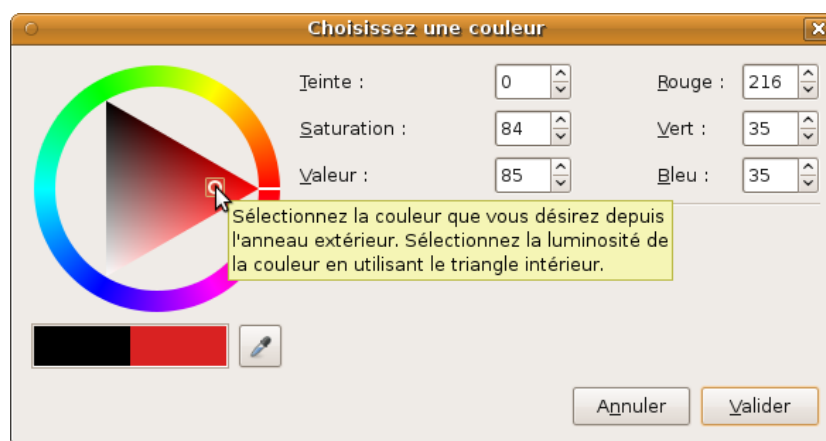 Choisissez une couleur
Teinte : 0 Rouge : 216
Saturation : 84 Vert : 35
Valeur : 85 Bleu : 35
Sélectionnez la couleur que vous désirez depuis
l'anneau extérieur. Sélectionnez la luminosité de
la couleur en utilisant le triangle intérieur.
Annuler Valider